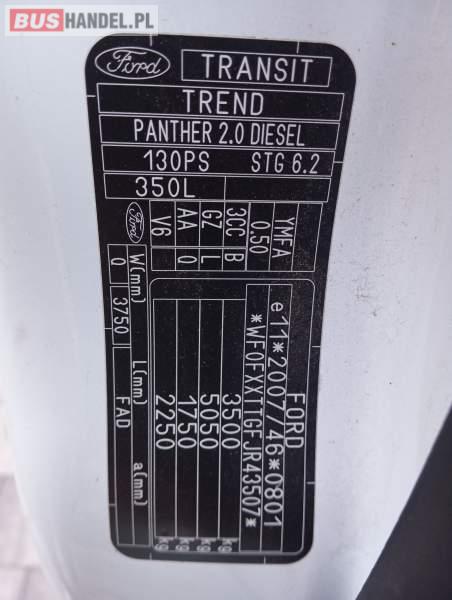 BUSHANDEL.PL
Ford TRANSIT
TREND
PANTHER 2.0 DIESEL
130PS STG 6.2
350L
YMFA
0.50
3CC B
GZ L
AA 0
V6
Ford
FORD
e11*2007/46*0801
*WF0FXXTTGFJR43507*
3500 kg
5050 kg
1750 kg
2250 kg
W(mm) L(mm) a(mm)
0 3750 FAD